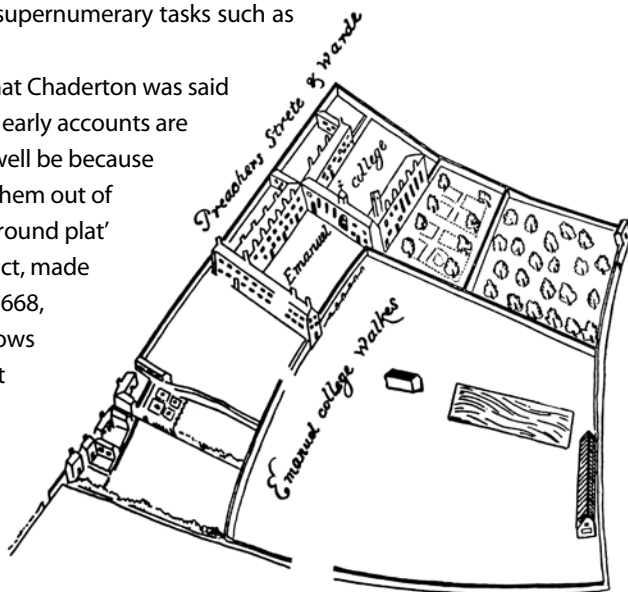 supernumerary tasks such as
hat Chaderton was said
early accounts are
well be because
hem out of
round plat’
ct, made
668,
ows
t
Preachers Strete & Warde
college
Emanuel
Emanuel college walkes